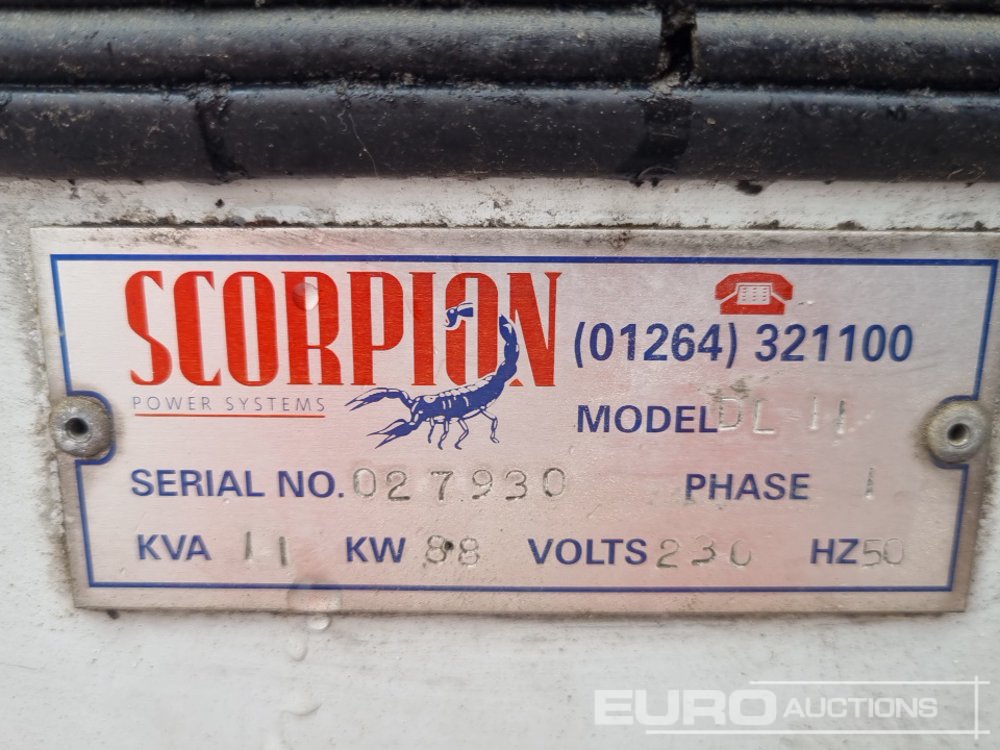 SCORPION
POWER SYSTEMS
(01264) 321100
MODEL DL 11
SERIAL NO. 027930 PHASE 1
KVA 11 KW 8.8 VOLTS 230 HZ 50
EURO AUCTIONS